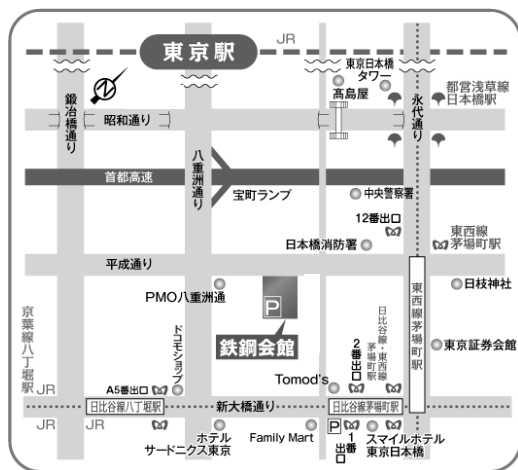 JR
東京駅
東京日本橋
タワー
髙島屋
都営浅草線
日本橋駅
鍛冶橋通り
昭和通り
永代通り
八重洲通り
首都高速
宝町ランプ
中央警察署
12番出口
日本橋消防署
東西線
茅場町駅
平成通り
PMO八重洲通
日枝神社
P
鉄鋼会館
東西線茅場町駅
京葉線八丁堀駅
ドコモショップ
2番出口
日比谷線・東西線
茅場町駅
東京証券会館
Tomod's
A5番出口
JR
JR
JR
日比谷線八丁堀駅
新大橋通り
日比谷線茅場町駅
ホテル
サードニクス東京
Family Mart
P
1番出口
スマイルホテル
東京日本橋